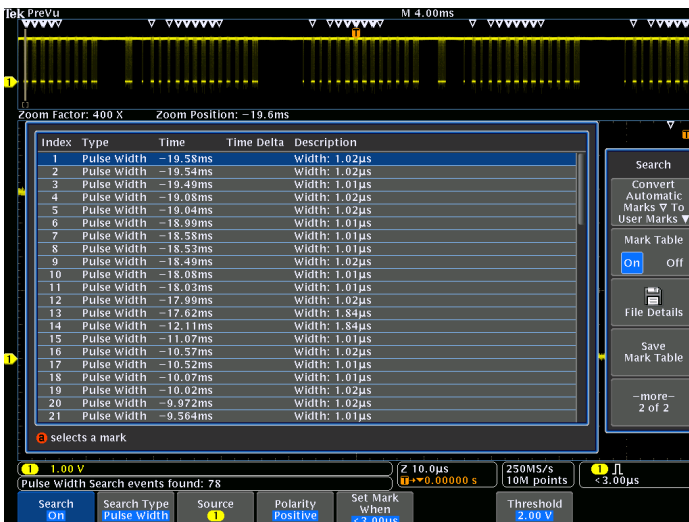 Tek PreVu M 4.00ms
1
Zoom Factor: 400 X Zoom Position: −19.6ms
Index Type Time Time Delta Description
1 Pulse Width −19.58ms Width: 1.02µs
2 Pulse Width −19.54ms Width: 1.02µs
3 Pulse Width −19.49ms Width: 1.01µs
4 Pulse Width −19.08ms Width: 1.02µs
5 Pulse Width −19.04ms Width: 1.02µs
6 Pulse Width −18.99ms Width: 1.01µs
7 Pulse Width −18.58ms Width: 1.01µs
8 Pulse Width −18.53ms Width: 1.01µs
9 Pulse Width −18.49ms Width: 1.02µs
10 Pulse Width −18.08ms Width: 1.01µs
11 Pulse Width −18.03ms Width: 1.01µs
12 Pulse Width −17.99ms Width: 1.02µs
13 Pulse Width −17.62ms Width: 1.84µs
14 Pulse Width −12.11ms Width: 1.84µs
15 Pulse Width −11.07ms Width: 1.01µs
16 Pulse Width −10.57ms Width: 1.02µs
17 Pulse Width −10.52ms Width: 1.01µs
18 Pulse Width −10.07ms Width: 1.01µs
19 Pulse Width −10.02ms Width: 1.02µs
20 Pulse Width −9.972ms Width: 1.01µs
21 Pulse Width −9.564ms Width: 1.01µs
a selects a mark
Search
Convert
Automatic
Marks ▽ To
User Marks ▼
Mark Table
On Off
File Details
Save
Mark Table
−more−
2 of 2
1
1 1.00 V
Z 10.0µs
T→▼0.00000 s
250MS/s
10M points
1
<3.00µs
Pulse Width Search events found: 78
Search
On
Search Type
Pulse Width
Source
1
Polarity
Positive
Set Mark
When
<3.00µs
Threshold
2.00 V